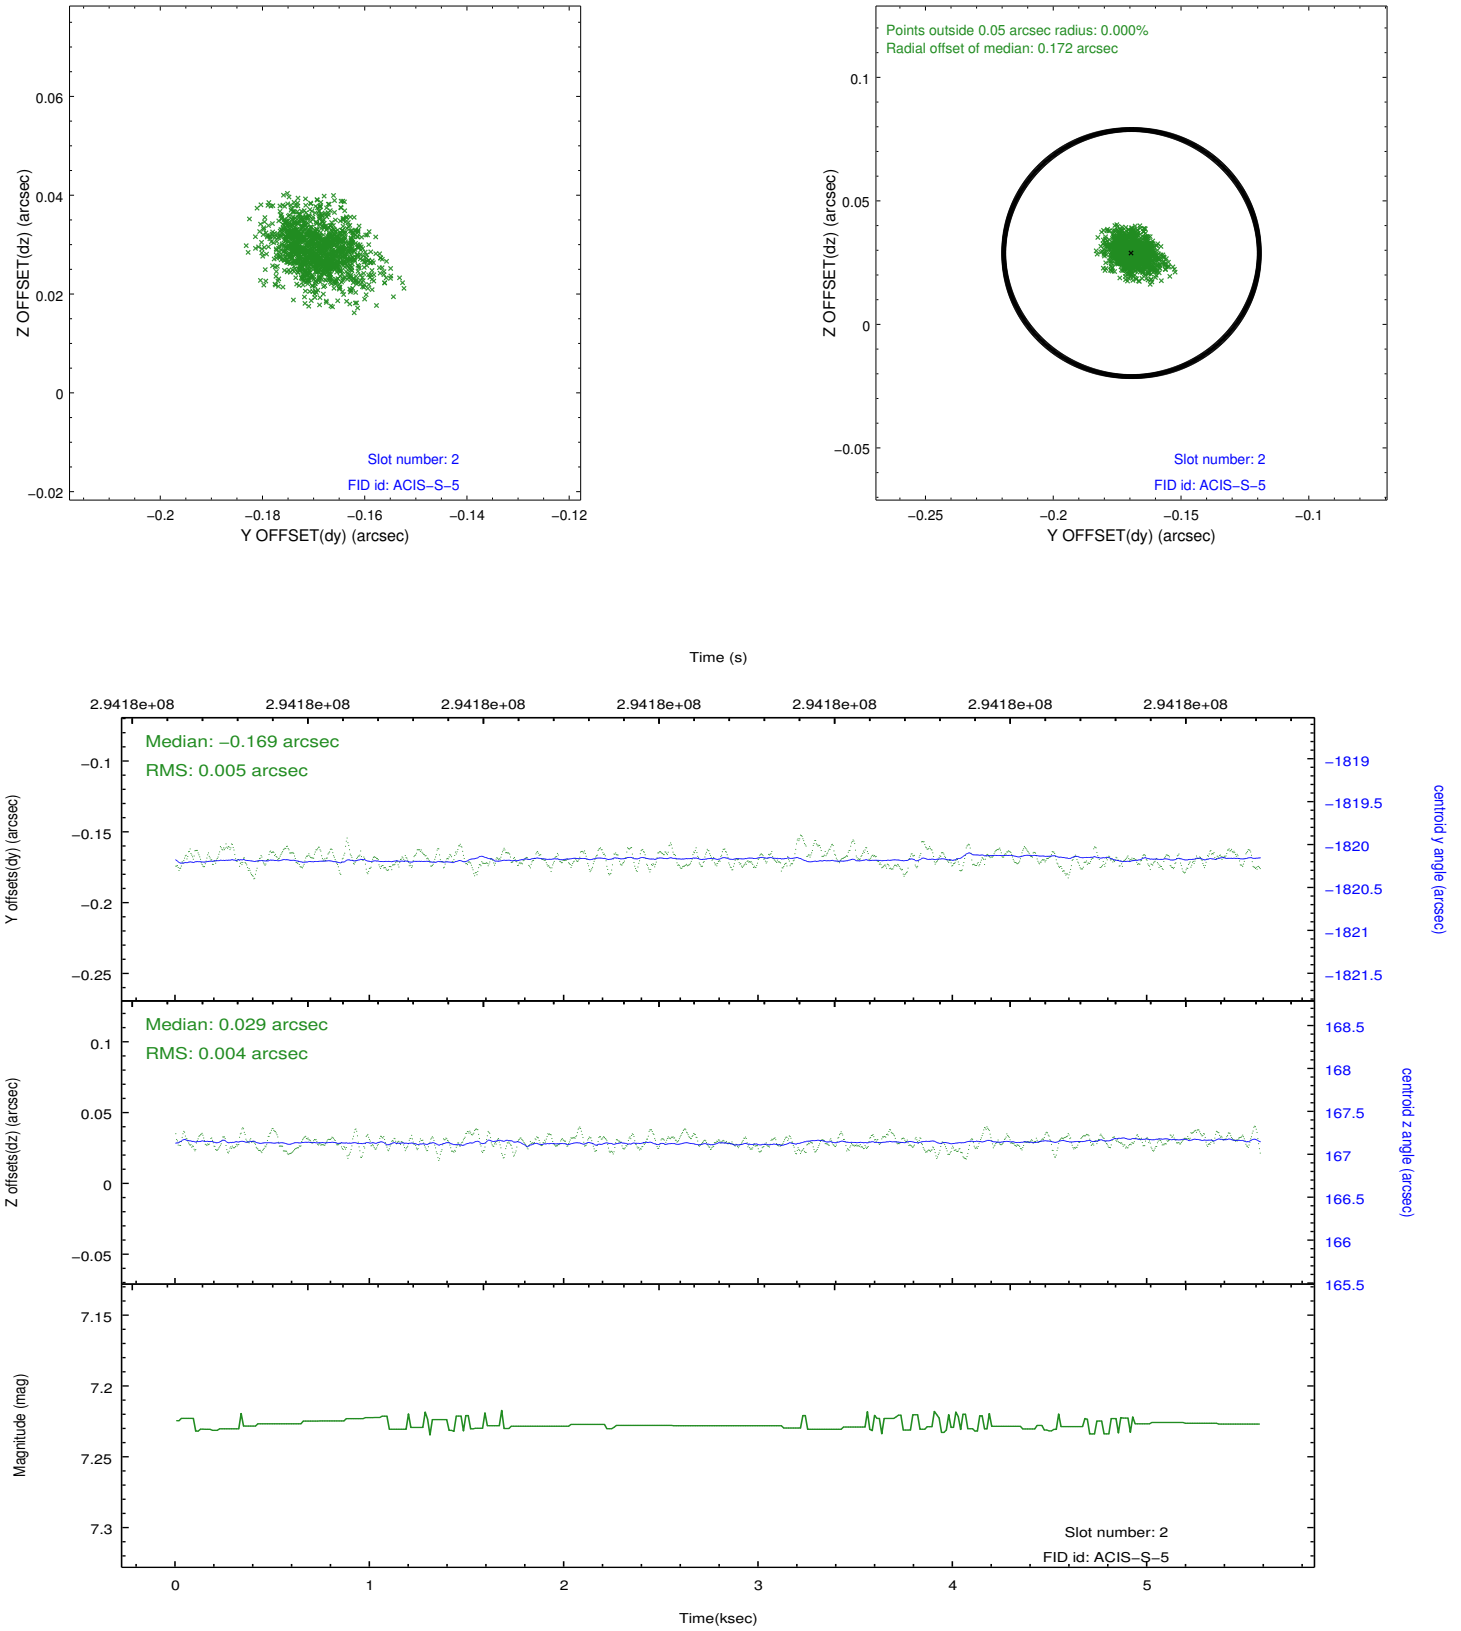 Points outside 0.05 arcsec radius: 0.000%
Radial offset of median: 0.172 arcsec
0.06
0.04
0.02
0
−0.02
Z OFFSET(dz) (arcsec)
Slot number: 2
FID id: ACIS−S−5
−0.2
−0.18
−0.16
−0.14
−0.12
Y OFFSET(dy) (arcsec)
0.1
0.05
0
−0.05
Z OFFSET(dz) (arcsec)
Slot number: 2
FID id: ACIS−S−5
−0.25
−0.2
−0.15
−0.1
Y OFFSET(dy) (arcsec)
Time (s)
2.9418e+08
2.9418e+08
2.9418e+08
2.9418e+08
2.9418e+08
2.9418e+08
2.9418e+08
Median: −0.169 arcsec
RMS: 0.005 arcsec
−0.1
−0.15
−0.2
−0.25
Y offsets(dy) (arcsec)
−1819
−1819.5
−1820
−1820.5
−1821
−1821.5
centroid y angle (arcsec)
Median: 0.029 arcsec
RMS: 0.004 arcsec
0.1
0.05
0
−0.05
Z offsets(dz) (arcsec)
168.5
168
167.5
167
166.5
166
165.5
centroid z angle (arcsec)
7.15
7.2
7.25
7.3
Magnitude (mag)
Slot number: 2
FID id: ACIS−S−5
0
1
2
3
4
5
Time(ksec)